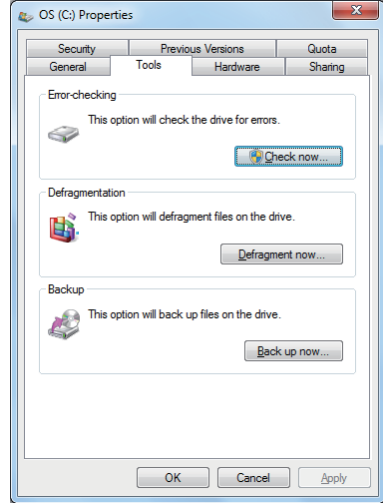 OS (C:) Properties
Security Previous Versions Quota
General Tools Hardware Sharing
Error-checking
This option will check the drive for errors.
Check now...
Defragmentation
This option will defragment files on the drive.
Defragment now...
Backup
This option will back up files on the drive.
Back up now...
OK Cancel Apply